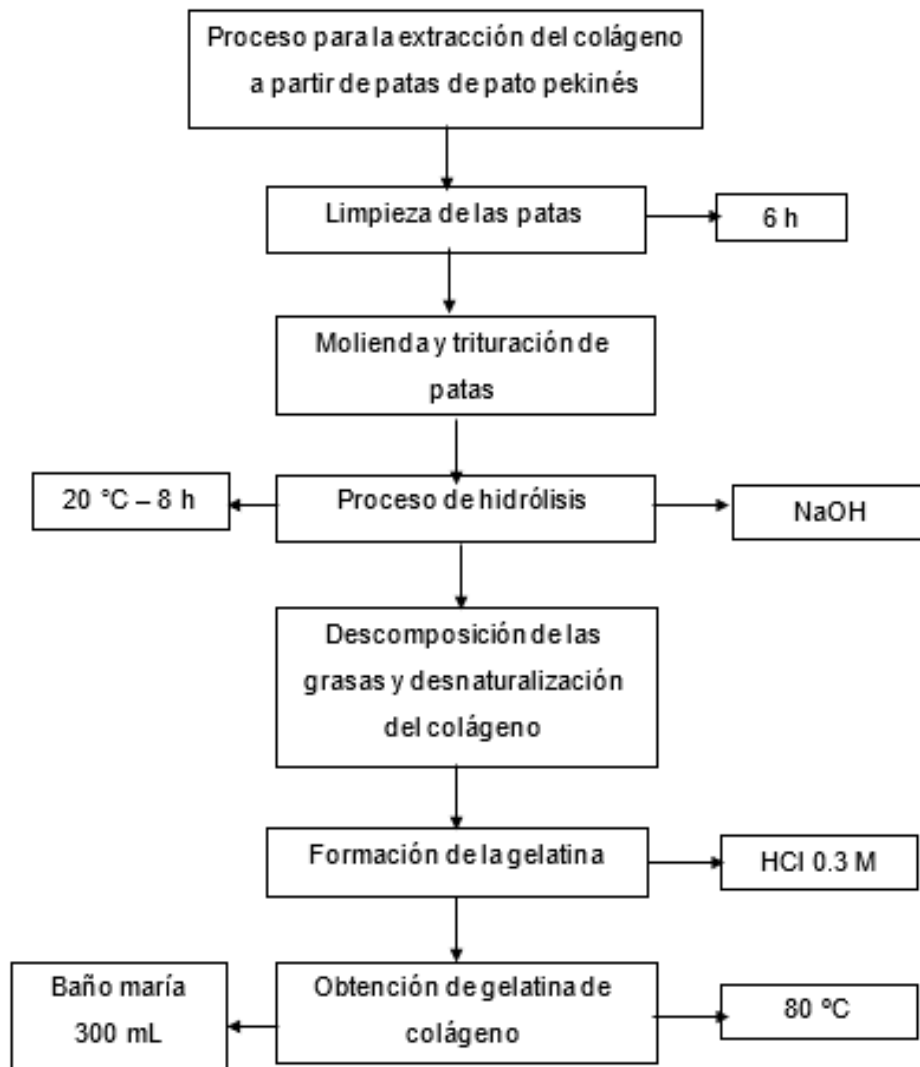 Proceso para la extracción del colágeno
a partir de patas de pato pekinés
Limpieza de las patas
6 h
Molienda y trituración de
patas
20 °C – 8 h
Proceso de hidrólisis
NaOH
Descomposición de las
grasas y desnaturalización
del colágeno
Formación de la gelatina
HCl 0.3 M
Baño maría
300 mL
Obtención de gelatina de
colágeno
80 ºC